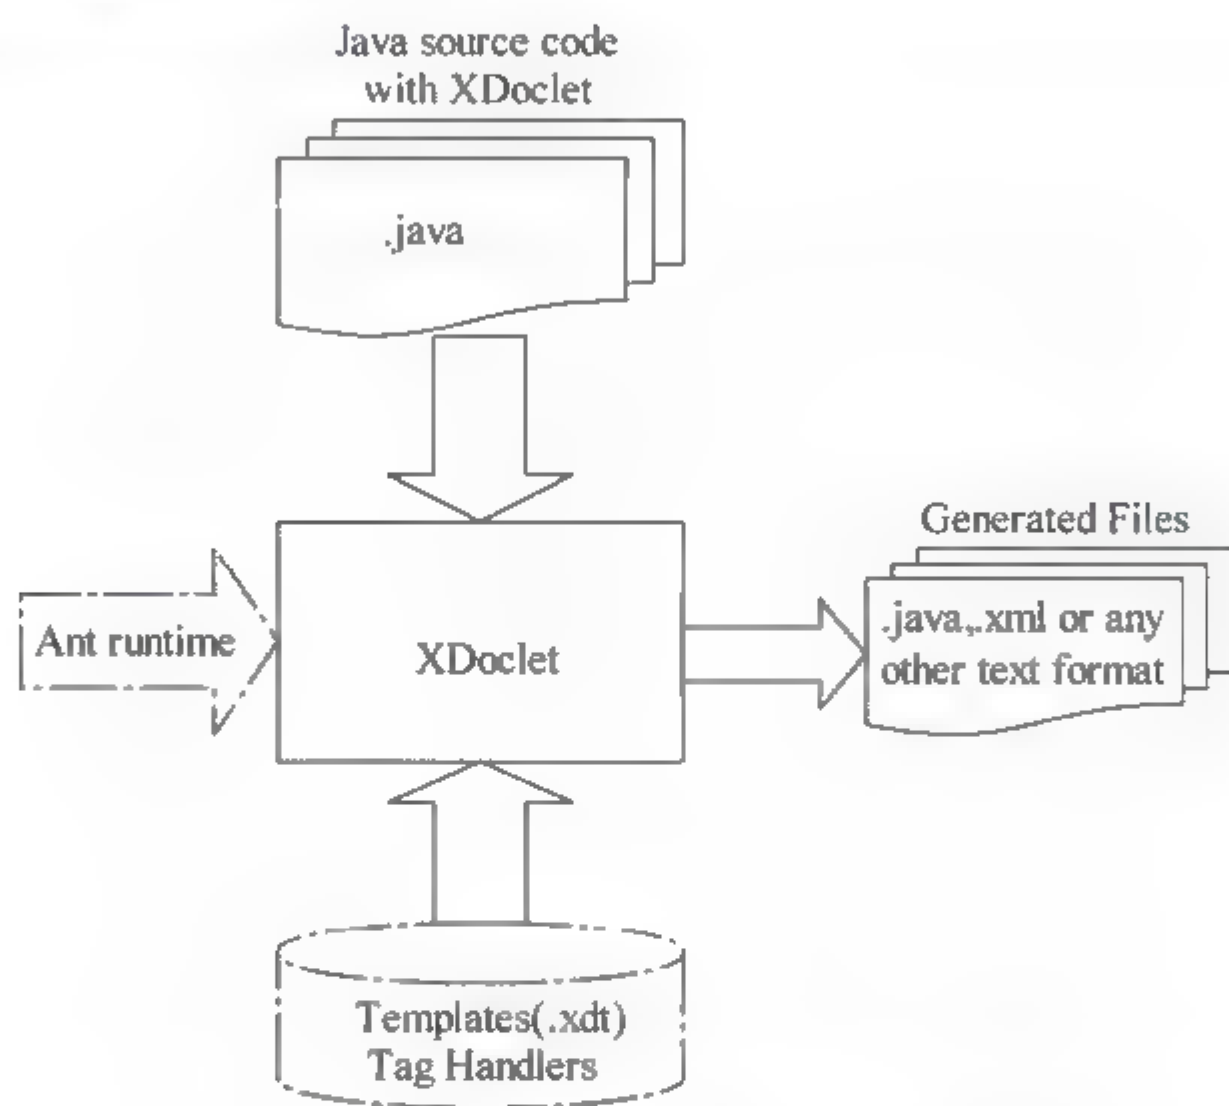 Java source code
with XDoclet
.java
Generated Files
Ant runtime
XDoclet
.java,.xml or any
other text format
Templates(.xdt)
Tag Handlers